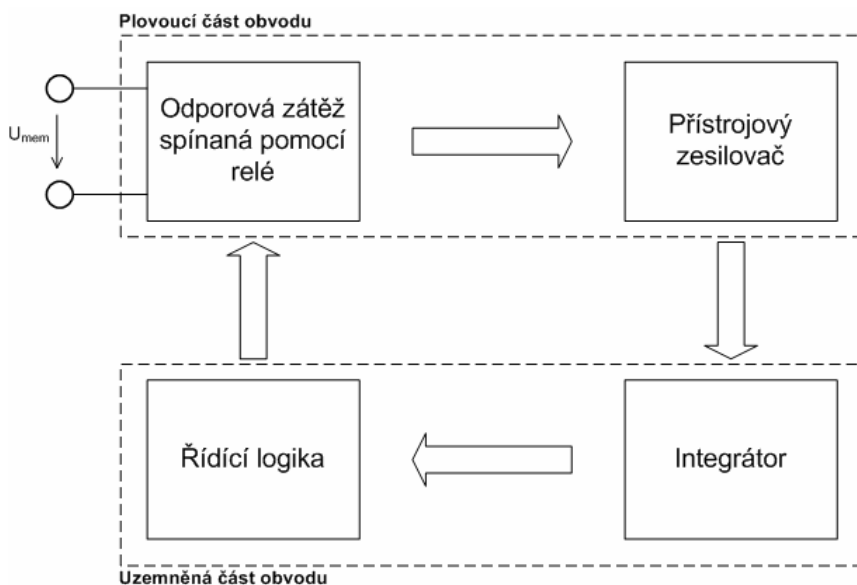 Plovoucí část obvodu
Odporová zátěž
spínaná pomocí
relé
Přístrojový
zesilovač
Umem
Řídící logika
Integrátor
Uzemněná část obvodu